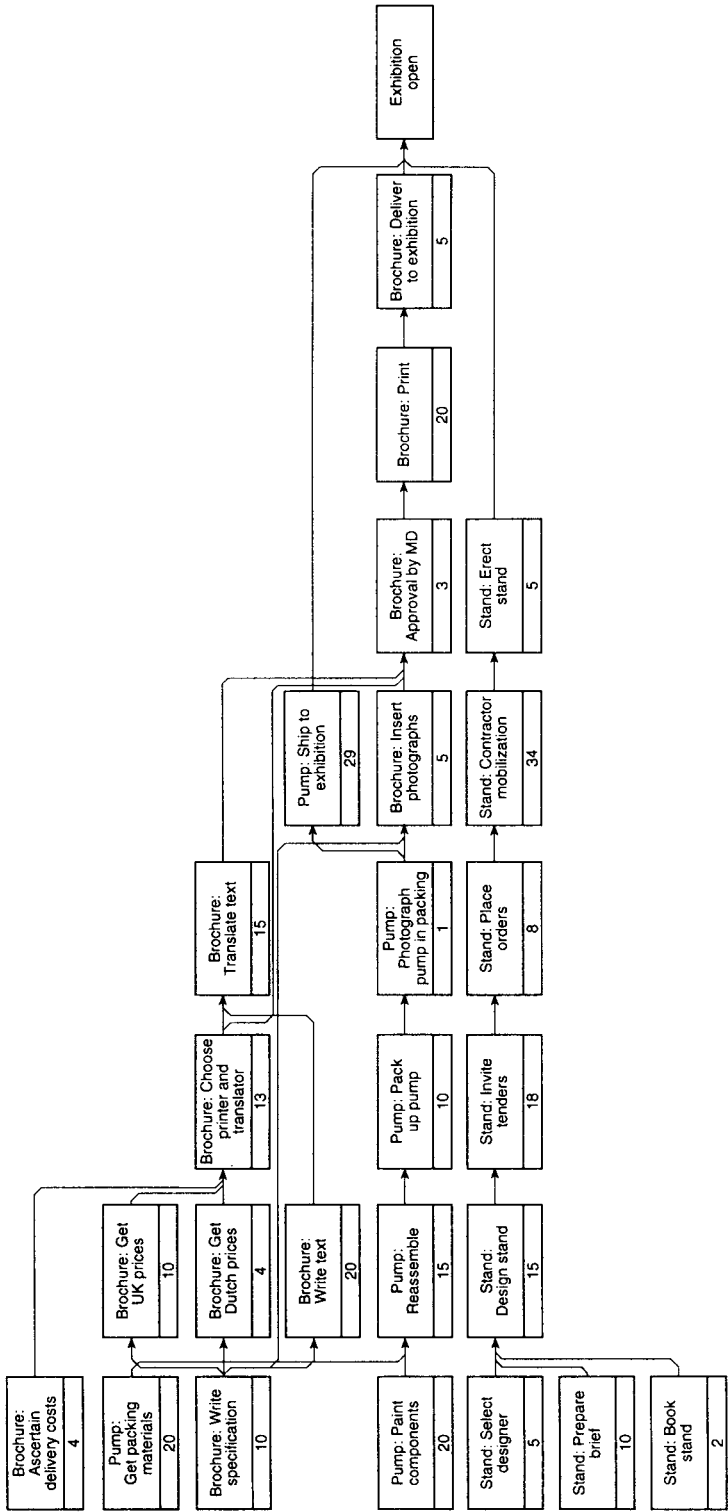 Brochure:
Ascertain
delivery costs
4
Pump:
Get packing
materials
20
Brochure: Write
specification
10
Pump: Paint
components
20
Stand: Select
designer
5
Stand: Prepare
brief
10
Stand: Book
stand
2
Brochure: Get
UK prices
10
Brochure: Get
Dutch prices
4
Brochure:
Write text
20
Pump:
Reassemble
15
Stand:
Design stand
15
Brochure: Choose
printer and
translator
13
Pump: Pack
up pump
10
Stand: Invite
tenders
18
Brochure:
Translate text
15
Pump:
Photograph
pump in packing
1
Stand: Place
orders
8
Pump: Ship to
exhibition
29
Brochure: Insert
photographs
5
Stand: Contractor
mobilization
34
Brochure:
Approval by MD
3
Stand: Erect
stand
5
Brochure: Print
20
Brochure: Deliver
to exhibition
5
Exhibition
open